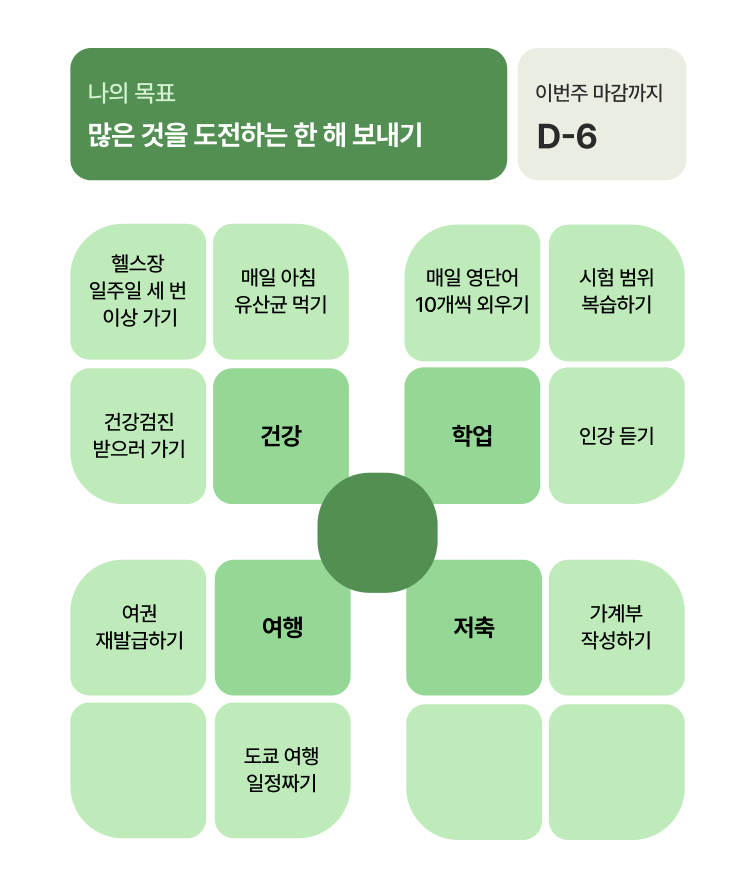 나의 목표
많은 것을 도전하는 한 해 보내기
이번주 마감까지
D-6
헬스장
일주일 세 번
이상 가기
매일 아침
유산균 먹기
건강검진
받으러 가기
건강
매일 영단어
10개씩 외우기
시험 범위
복습하기
학업
인강 듣기
여권
재발급하기
여행
도쿄 여행
일정짜기
저축
가계부
작성하기